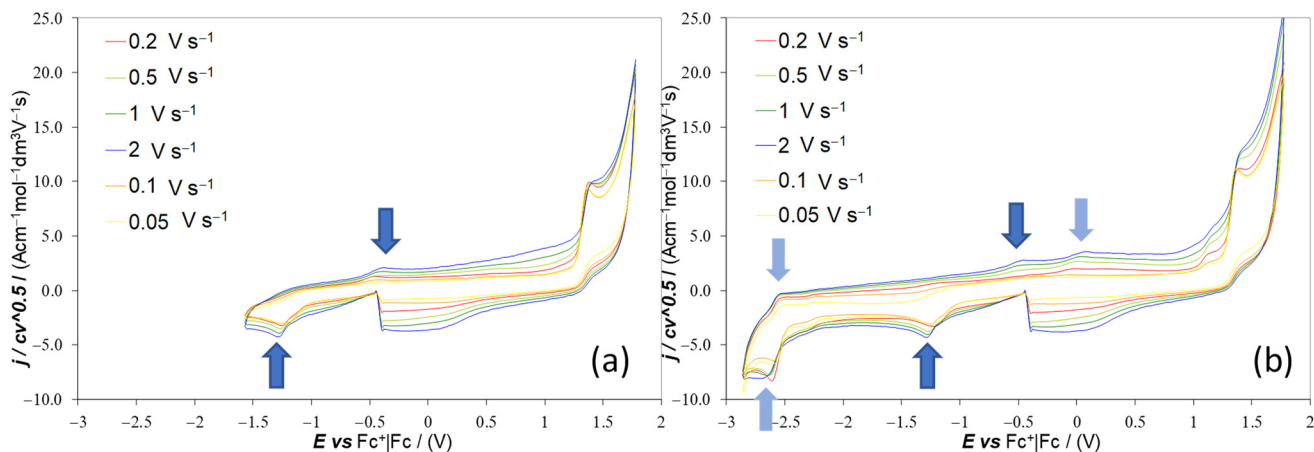 25.0
20.0
15.0
10.0
5.0
0.0
−5.0
−10.0
j / cv^0.5 / (Acm⁻¹mol⁻¹dm³V⁻¹s)
0.2 V s⁻¹
0.5 V s⁻¹
1 V s⁻¹
2 V s⁻¹
0.1 V s⁻¹
0.05 V s⁻¹
(a)
−2 −1.5 −1 −0.5 0 0.5 1 1.5 2
E vs Fc⁺|Fc / (V)
25.0
20.0
15.0
10.0
5.0
0.0
−5.0
−10.0
j / cv^0.5 / (Acm⁻¹mol⁻¹dm³V⁻¹s)
0.2 V s⁻¹
0.5 V s⁻¹
1 V s⁻¹
2 V s⁻¹
0.1 V s⁻¹
0.05 V s⁻¹
(b)
−3 −2.5 −2 −1.5 −1 −0.5 0 0.5 1 1.5 2
E vs Fc⁺|Fc / (V)